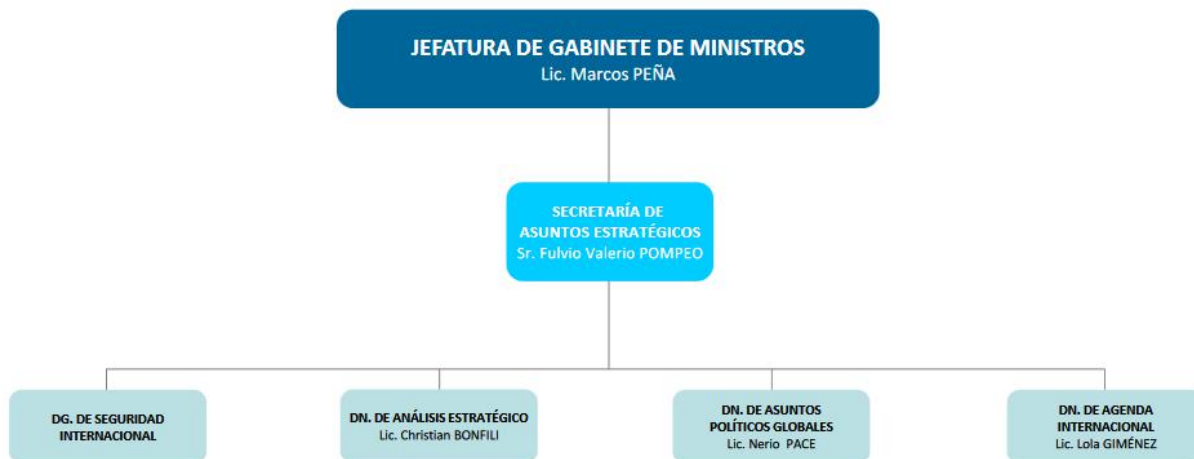 JEFATURA DE GABINETE DE MINISTROS
Lic. Marcos PEÑA
SECRETARÍA DE
ASUNTOS ESTRATÉGICOS
Sr. Fulvio Valerio POMPEO
DG. DE SEGURIDAD
INTERNACIONAL
DN. DE ANÁLISIS ESTRATÉGICO
Lic. Christian BONFILI
DN. DE ASUNTOS
POLÍTICOS GLOBALES
Lic. Nerio PACE
DN. DE AGENDA
INTERNACIONAL
Lic. Lola GIMÉNEZ